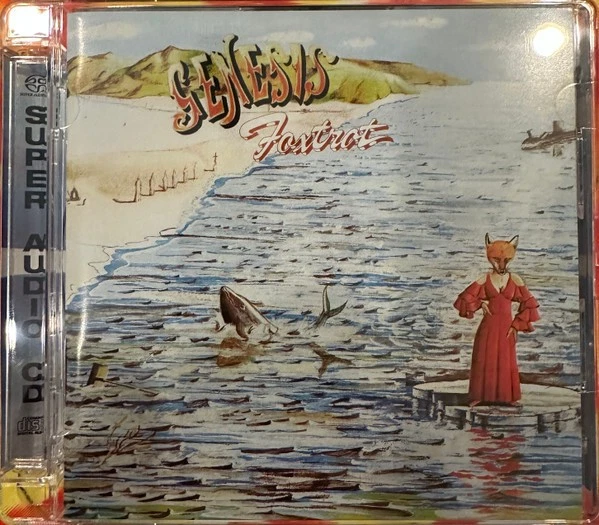 GENESIS
Foxtrot
SUPER AUDIO CD